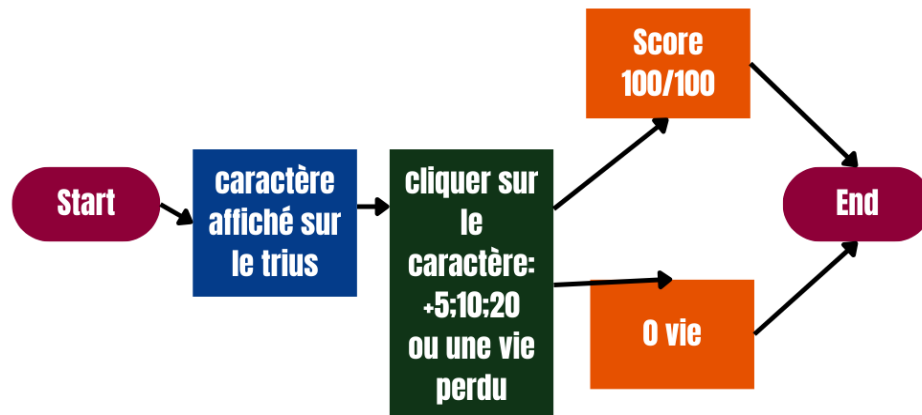 Start
caractère
affiché sur
le trius
cliquer sur
le
caractère:
+5;10;20
ou une vie
perdu
Score
100/100
0 vie
End